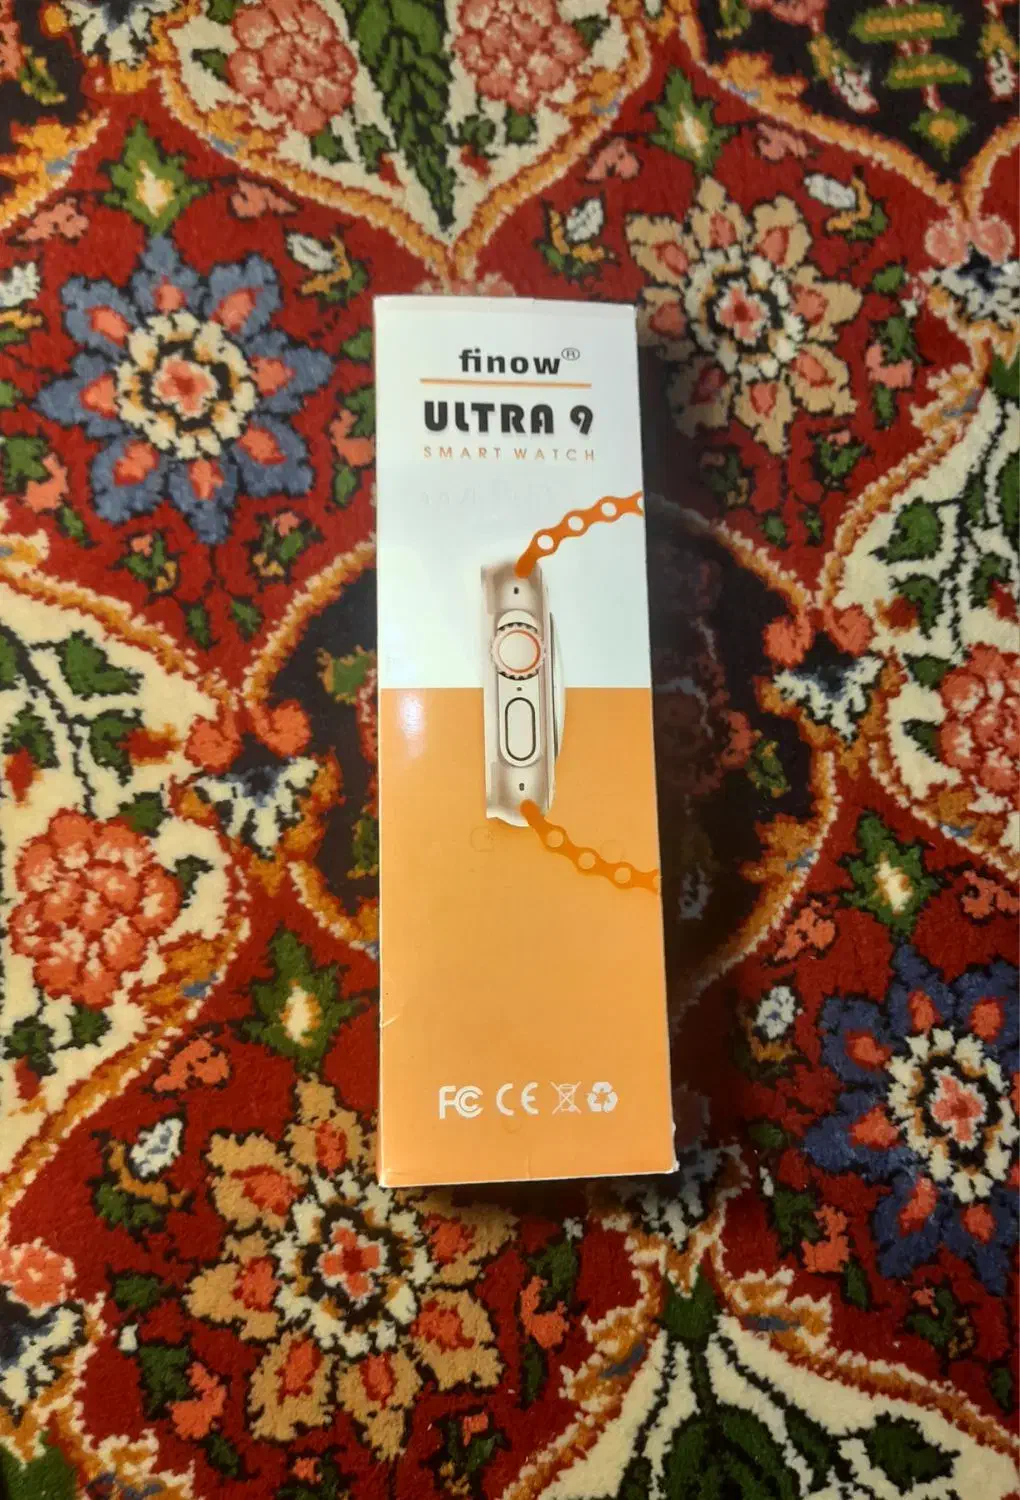 finow®
ULTRA 9
SMART WATCH
FC CE